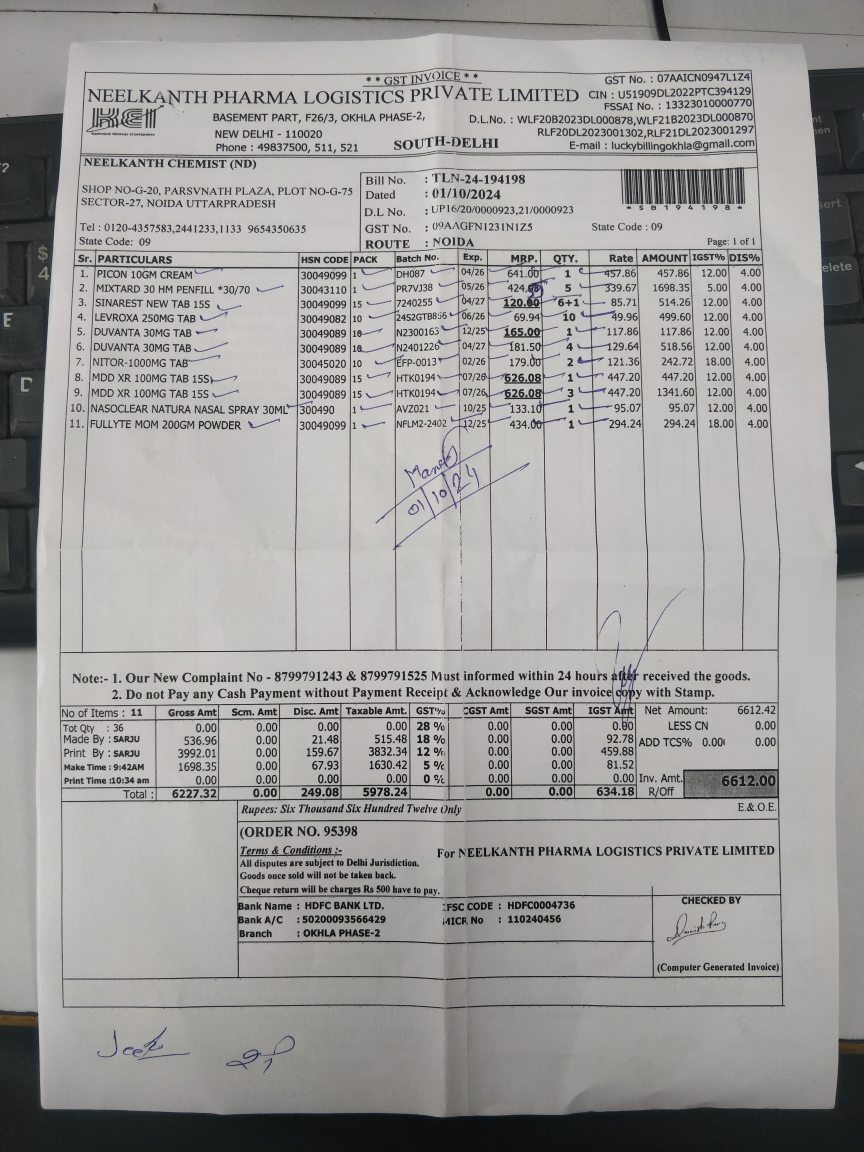 * * GST INVOICE * *
GST No. : 07AAICN0947L1Z4
NEELKANTH PHARMA LOGISTICS PRIVATE LIMITED
CIN : U51909DL2022PTC394129
FSSAI No. : 13323010000770
KEI
BASEMENT PART, F26/3, OKHLA PHASE-2,
D.L.No. : WLF20B2023DL000878,WLF21B2023DL000870
NEW DELHI - 110020
RLF20DL2023001302,RLF21DL2023001297
Phone : 49837500, 511, 521
SOUTH-DELHI
E-mail : luckybillingokhla@gmail.com
NEELKANTH CHEMIST (ND)
SHOP NO-G-20, PARSVNATH PLAZA, PLOT NO-G-75
SECTOR-27, NOIDA UTTARPRADESH
Tel : 0120-4357583,2441233,1133 9654350635
State Code: 09
Bill No. : TLN-24-194198
Dated : 01/10/2024
D.L No. : UP16/20/0000923,21/0000923
GST No. : 09AAGFN1231N1Z5
State Code : 09
ROUTE : NOIDA
* S B 1 9 4 1 9 8 *
Page: 1 of 1
Sr. PARTICULARS HSN CODE PACK Batch No. Exp. MRP. QTY. Rate AMOUNT IGST% DIS%
1. PICON 10GM CREAM 30049099 1 DH087 04/26 641.00 1 457.86 457.86 12.00 4.00
2. MIXTARD 30 HM PENFILL *30/70 30043110 1 PR7VJ38 05/26 424. 5 339.67 1698.35 5.00 4.00
3. SINAREST NEW TAB 15S 30049099 15 7240255 04/27 120.00 6+1 85.71 514.26 12.00 4.00
4. LEVROXA 250MG TAB 30049082 10 24S2GTB856 06/26 69.94 10 49.96 499.60 12.00 4.00
5. DUVANTA 30MG TAB 30049089 10 N2300163 12/25 165.00 1 117.86 117.86 12.00 4.00
6. DUVANTA 30MG TAB 30049089 10 N2401226 04/27 181.50 4 129.64 518.56 12.00 4.00
7. NITOR-1000MG TAB 30045020 10 EFP-0013 02/26 179.00 2 121.36 242.72 18.00 4.00
8. MDD XR 100MG TAB 15S 30049089 15 HTK0194 07/26 626.08 1 447.20 447.20 12.00 4.00
9. MDD XR 100MG TAB 15S 30049089 15 HTK0194 07/26 626.08 3 447.20 1341.60 12.00 4.00
10. NASOCLEAR NATURA NASAL SPRAY 30ML 300490 1 AVZ021 10/25 133.10 1 95.07 95.07 12.00 4.00
11. FULLYTE MOM 200GM POWDER 30049099 1 NFLM2-2402 12/25 434.00 1 294.24 294.24 18.00 4.00
01/10/24
Note:- 1. Our New Complaint No - 8799791243 & 8799791525 Must informed within 24 hours after received the goods.
2. Do not Pay any Cash Payment without Payment Receipt & Acknowledge Our invoice copy with Stamp.
No of Items : 11 Gross Amt Scm. Amt Disc. Amt Taxable Amt. GST% CGST Amt SGST Amt IGST Amt Net Amount: 6612.42
Tot Qty : 36 0.00 0.00 0.00 0.00 28 % 0.00 0.00 0.00 LESS CN 0.00
Made By : SARJU 536.96 0.00 21.48 515.48 18 % 0.00 0.00 92.78 ADD TCS% 0.00 0.00
Print By : SARJU 3992.01 0.00 159.67 3832.34 12 % 0.00 0.00 459.88
Make Time : 9:42AM 1698.35 0.00 67.93 1630.42 5 % 0.00 0.00 81.52
Print Time :10:34 am 0.00 0.00 0.00 0.00 0 % 0.00 0.00 0.00 Inv. Amt. 6612.00
Total : 6227.32 0.00 249.08 5978.24 0.00 0.00 634.18 R/Off
Rupees: Six Thousand Six Hundred Twelve Only
E.&.O.E.
(ORDER NO. 95398
Terms & Conditions :-
All disputes are subject to Delhi Jurisdiction.
Goods once sold will not be taken back.
Cheque return will be charges Rs 500 have to pay.
For NEELKANTH PHARMA LOGISTICS PRIVATE LIMITED
Bank Name : HDFC BANK LTD. IFSC CODE : HDFC0004736
Bank A/C : 50200093566429 MICR No : 110240456
Branch : OKHLA PHASE-2
CHECKED BY
(Computer Generated Invoice)